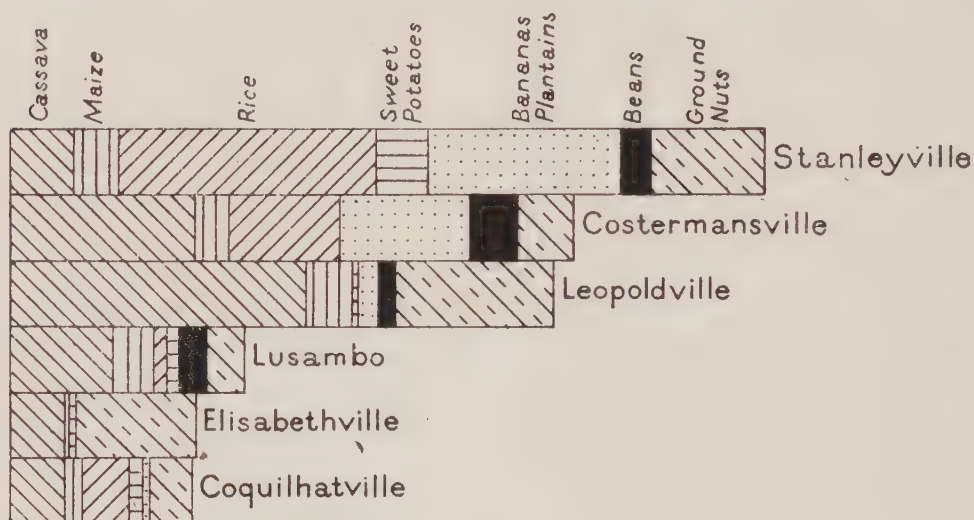 Cassava
Maize
Rice
Sweet
Potatoes
Bananas
Plantains
Beans
Ground
Nuts
Stanleyville
Costermansville
Leopoldville
Lusambo
Elisabethville
Coquilhatville